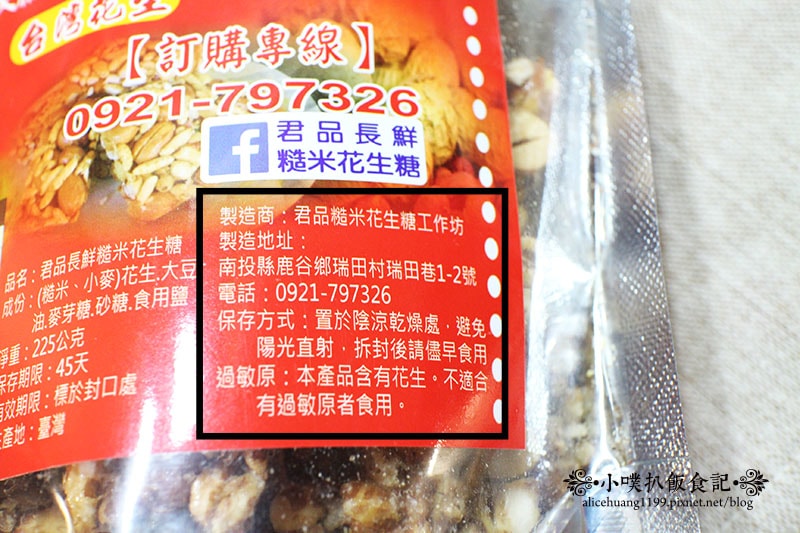 台灣花生
【訂購專線】
0921-797326
f 君品長鮮
糙米花生糖
品名：君品長鮮糙米花生糖
成份：(糙米、小麥)花生.大豆
油.麥芽糖.砂糖.食用鹽
淨重：225公克
保存期限：45天
有效期限：標於封口處
產地：臺灣
製造商：君品糙米花生糖工作坊
製造地址：
南投縣鹿谷鄉瑞田村瑞田巷1-2號
電話：0921-797326
保存方式：置於陰涼乾燥處，避免
陽光直射，拆封後請儘早食用
過敏原：本產品含有花生。不適合
有過敏原者食用。
小噗扒飯食記
alicehuang1199.pixnet.net/blog